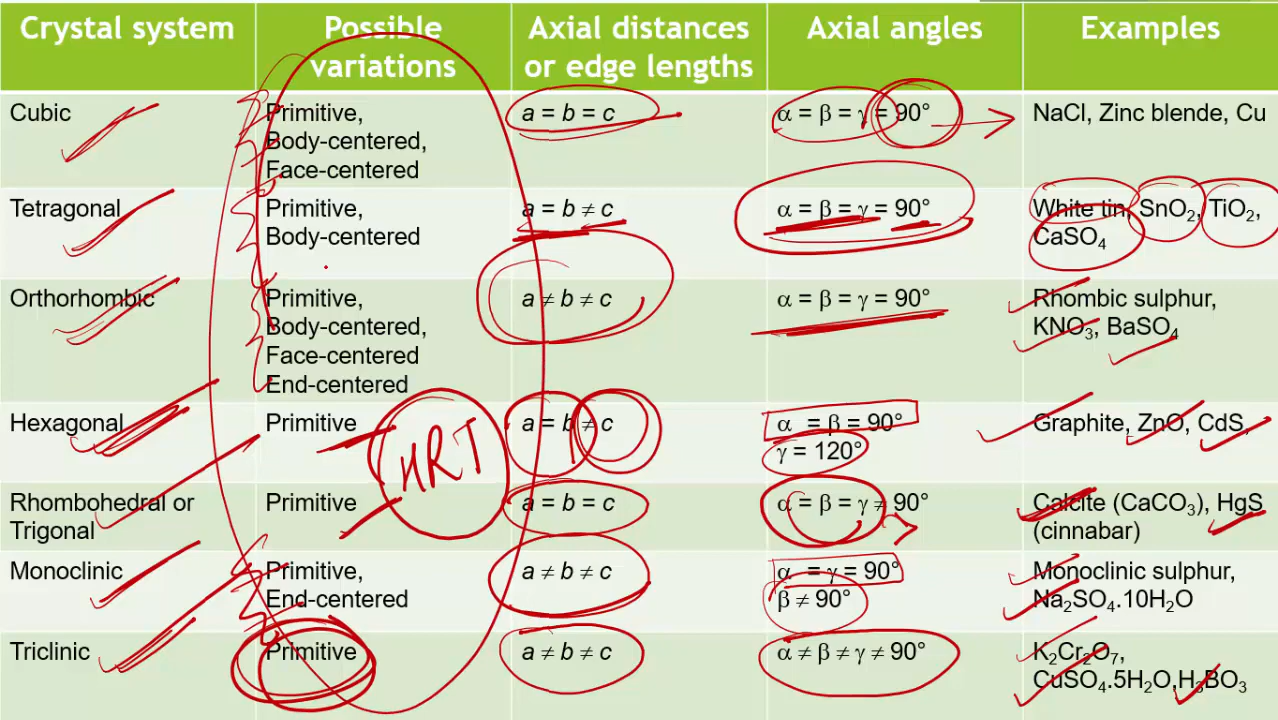 Crystal system
Possible
variations
Axial distances
or edge lengths
Axial angles
Examples
Cubic
Primitive,
Body-centered,
Face-centered
a = b = c
α = β = γ = 90°
NaCl, Zinc blende, Cu
Tetragonal
Primitive,
Body-centered
a = b ≠ c
α = β = γ = 90°
White tin, SnO₂, TiO₂,
CaSO₄
Orthorhombic
Primitive,
Body-centered,
Face-centered
End-centered
a ≠ b ≠ c
α = β = γ = 90°
Rhombic sulphur,
KNO₃, BaSO₄
Hexagonal
Primitive
HRT
a = b ≠ c
α = β = 90°
γ = 120°
Graphite, ZnO, CdS,
Rhombohedral or
Trigonal
Primitive
a = b = c
α = β = γ ≠ 90°
Calcite (CaCO₃), HgS
(cinnabar)
Monoclinic
Primitive,
End-centered
a ≠ b ≠ c
α = γ = 90°
β ≠ 90°
Monoclinic sulphur,
Na₂SO₄.10H₂O
Triclinic
Primitive
a ≠ b ≠ c
α ≠ β ≠ γ ≠ 90°
K₂Cr₂O₇,
CuSO₄.5H₂O,H₃BO₃